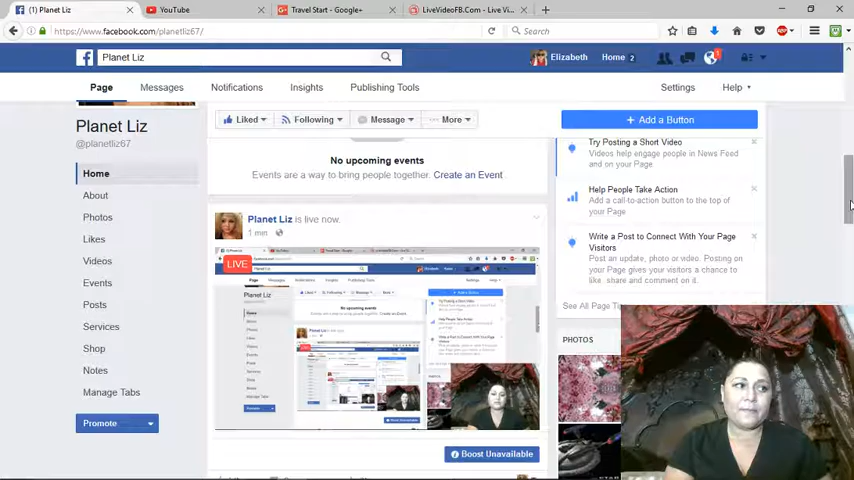 (1) Planet Liz
YouTube
Travel Start - Google+
LiveVideoFB.Com - Live Vi...
https://www.facebook.com/planetliz67/
Search
Planet Liz
Elizabeth
Home 2
Page
Messages
Notifications
Insights
Publishing Tools
Settings
Help
Planet Liz
@planetliz67
Liked
Following
Message
More
+ Add a Button
Home
About
Photos
Likes
Videos
Events
Posts
Services
Shop
Notes
Manage Tabs
Promote
No upcoming events
Events are a way to bring people together. Create an Event
Planet Liz is live now.
1 min
LIVE
Planet Liz
No upcoming events
Boost Unavailable
Try Posting a Short Video
Videos help engage people in News Feed
and on your Page
Help People Take Action
Add a call-to-action button to the top of
your Page
Write a Post to Connect With Your Page
Visitors
Post an update, photo or video. Posting
on your Page gives your visitors a chance to
like, share and comment on it.
See All Page
PHOTOS